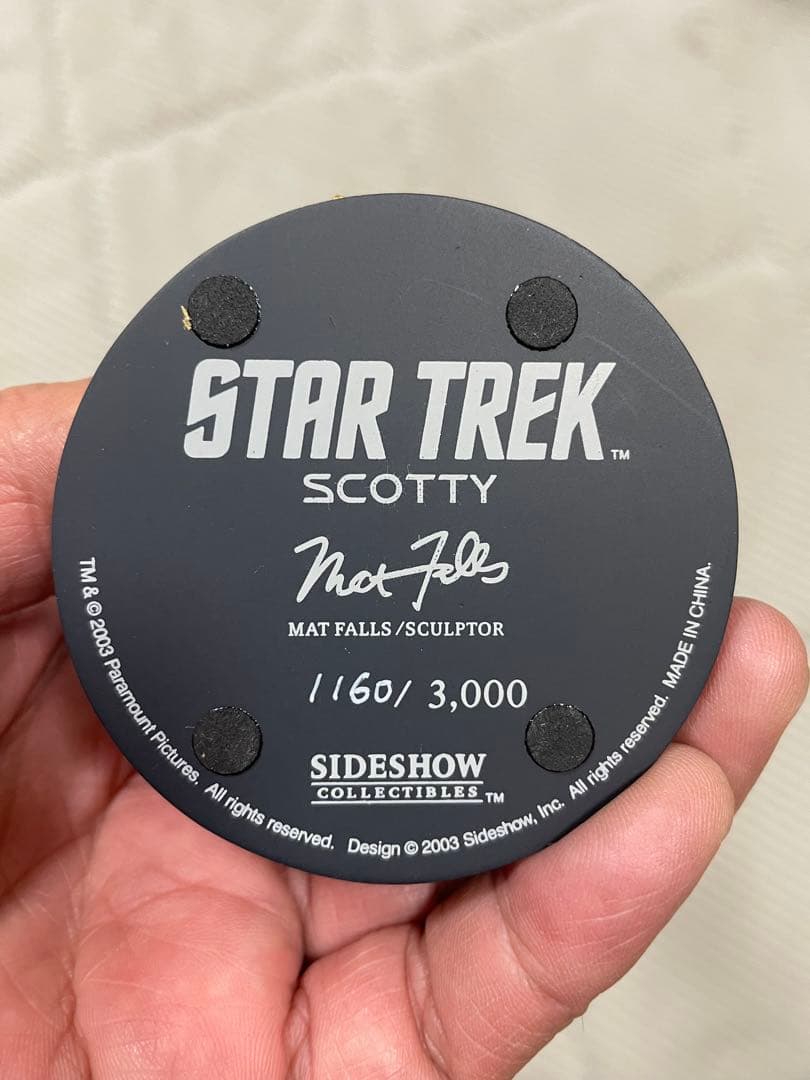 STAR TREK™
SCOTTY
Mat Falls
MAT FALLS/SCULPTOR
1160/ 3,000
SIDESHOW
COLLECTIBLES™
TM & © 2003 Paramount Pictures. All rights reserved. Design © 2003 Sideshow, Inc. All rights reserved. MADE IN CHINA.